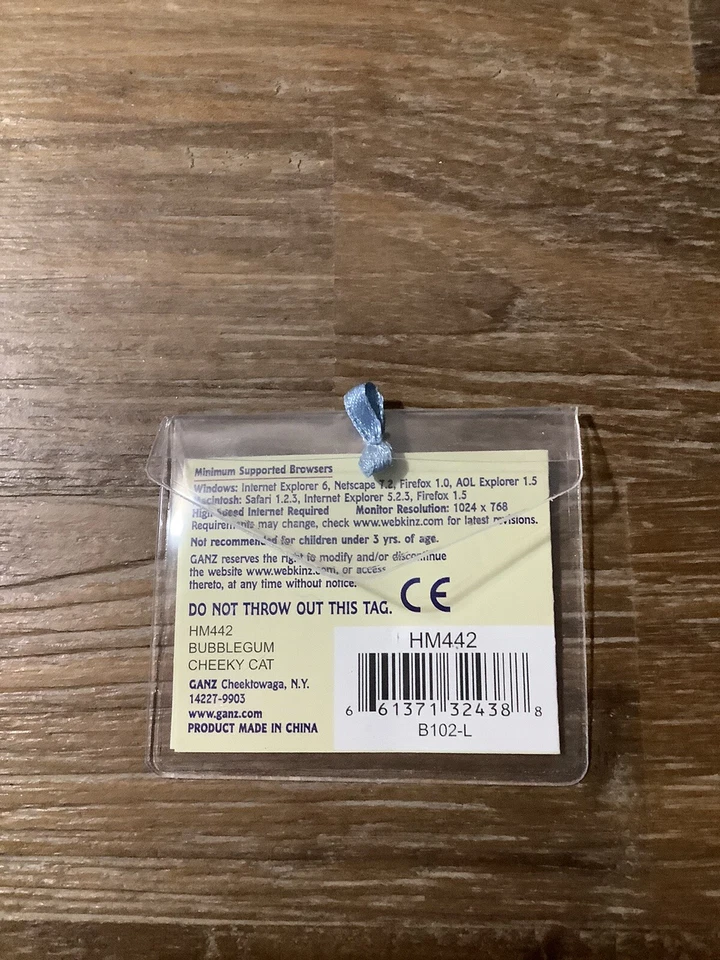 Minimum Supported Browsers
Windows: Internet Explorer 6, Netscape 7.2, Firefox 1.0, AOL Explorer 1.5
Macintosh: Safari 1.2.3, Internet Explorer 5.2.3, Firefox 1.5
High Speed Internet Required Monitor Resolution: 1024 x 768
Requirements may change, check www.webkinz.com for latest revisions.
Not recommended for children under 3 yrs. of age.
GANZ reserves the right to modify and/or discontinue
the website www.webkinz.com, or access
thereto, at any time without notice.
CE
DO NOT THROW OUT THIS TAG.
HM442
BUBBLEGUM
CHEEKY CAT
GANZ Cheektowaga, N.Y.
14227-9903
www.ganz.com
PRODUCT MADE IN CHINA
HM442
6 61371 32438 8
B102-L